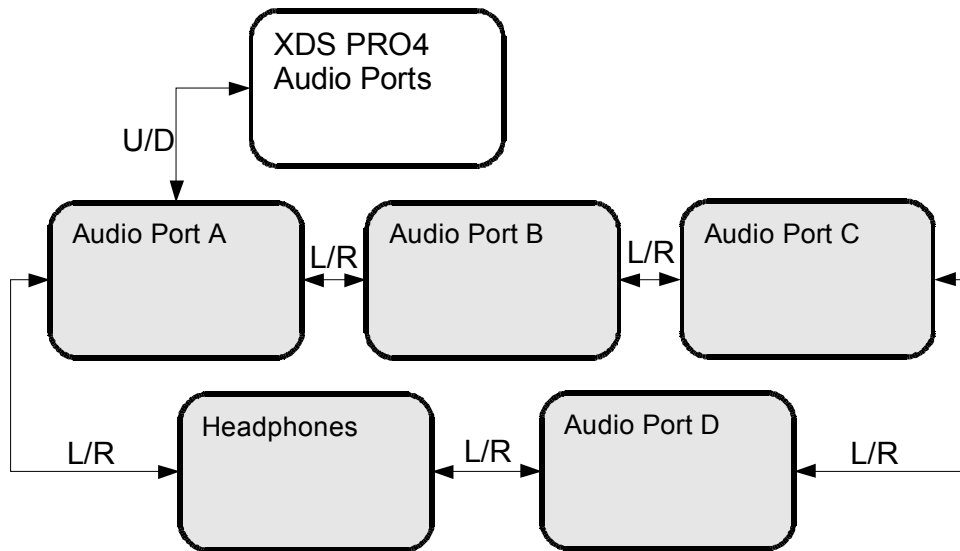 XDS PRO4
Audio Ports
U/D
Audio Port A
L/R
Audio Port B
L/R
Audio Port C
L/R
Headphones
L/R
Audio Port D
L/R